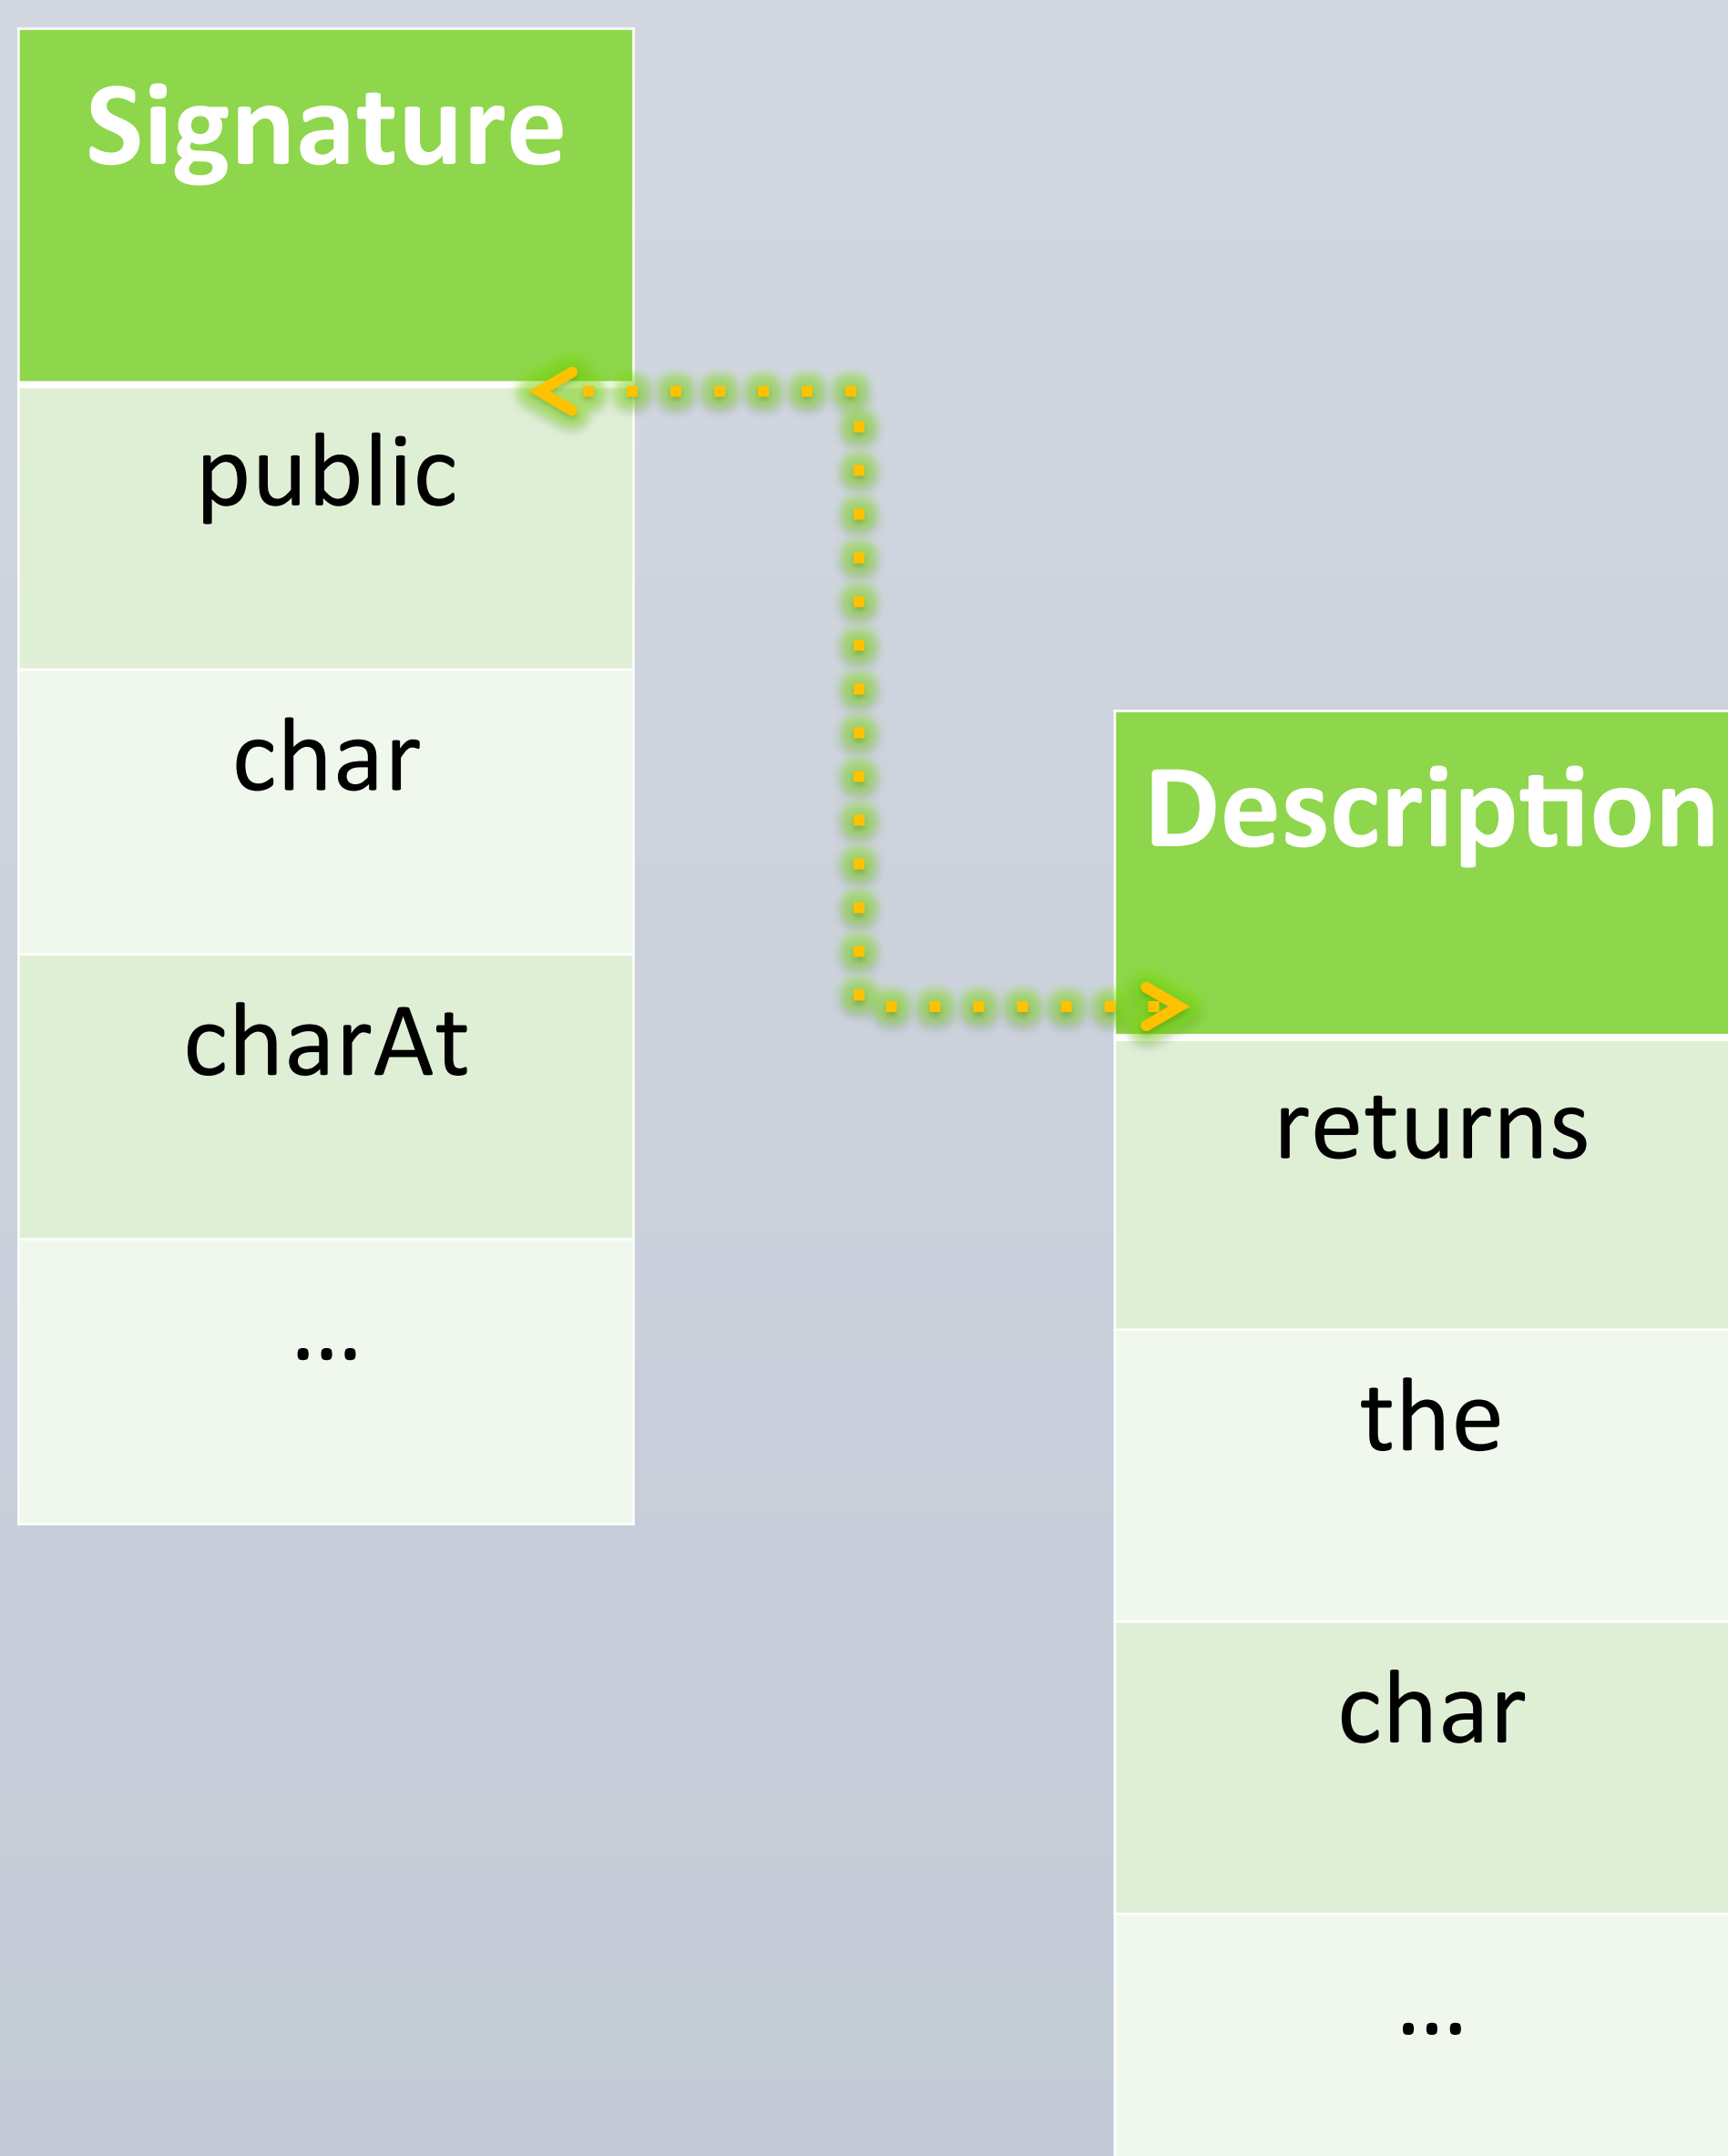 Signature
public
char
charAt
...
Description
returns
the
char
...